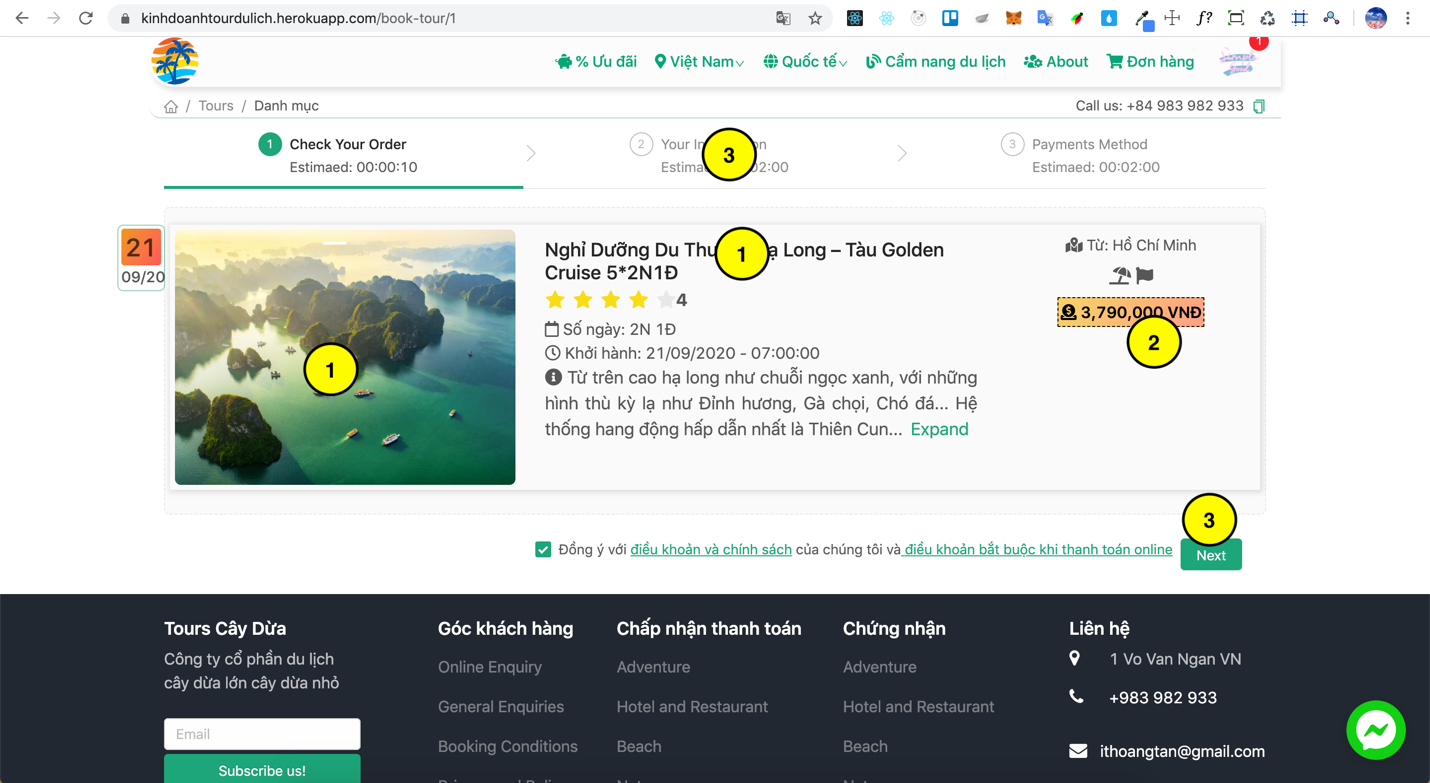 kinhdoanhtourdulich.herokuapp.com/book-tour/1
f?
% Ưu đãi
Việt Nam
Quốc tế
Cẩm nang du lịch
About
Đơn hàng
1
/ Tours / Danh mục
Call us: +84 983 982 933
1 Check Your Order
Estimaed: 00:00:10
2 Your In
3
Estima
2:00
3 Payments Method
Estimaed: 00:02:00
21
09/20
1
Nghỉ Dưỡng Du Thu 1 ạ Long – Tàu Golden
Cruise 5*2N1Đ
4
Số ngày: 2N 1Đ
Khởi hành: 21/09/2020 - 07:00:00
Từ trên cao hạ long như chuỗi ngọc xanh, với những
hình thù kỳ lạ như Đỉnh hương, Gà chọi, Chó đá... Hệ
thống hang động hấp dẫn nhất là Thiên Cun... Expand
Từ: Hồ Chí Minh
3,790,000 VNĐ
2
3
Đồng ý với điều khoản và chính sách của chúng tôi và điều khoản bắt buộc khi thanh toán online
Next
Tours Cây Dừa
Công ty cổ phần du lịch
cây dừa lớn cây dừa nhỏ
Email
Subscribe us!
Góc khách hàng
Online Enquiry
General Enquiries
Booking Conditions
Chấp nhận thanh toán
Adventure
Hotel and Restaurant
Beach
Chứng nhận
Adventure
Hotel and Restaurant
Beach
Liên hệ
1 Vo Van Ngan VN
+983 982 933
ithoangtan@gmail.com